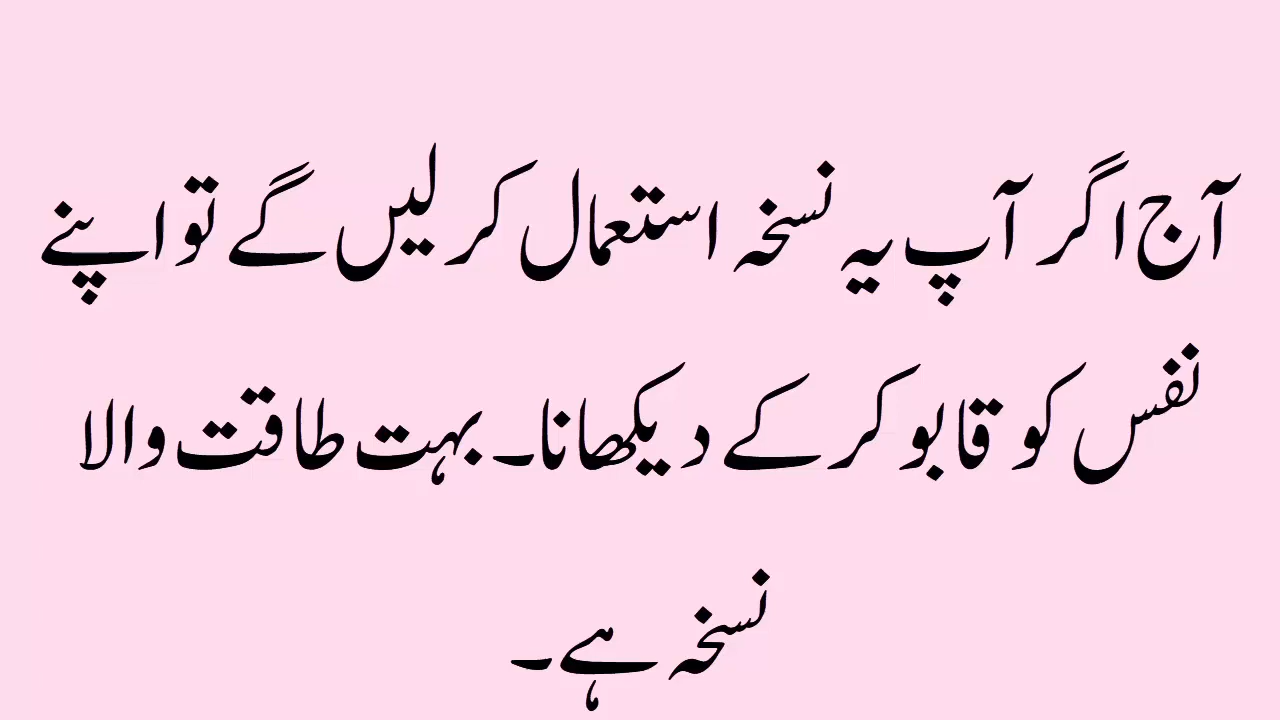 آج اگر آپ یہ نسخہ استعمال کر لیں گے تو اپنے
نفس کو قابو کر کے دیکھانا۔ بہت طاقت والا
نسخہ ہے۔